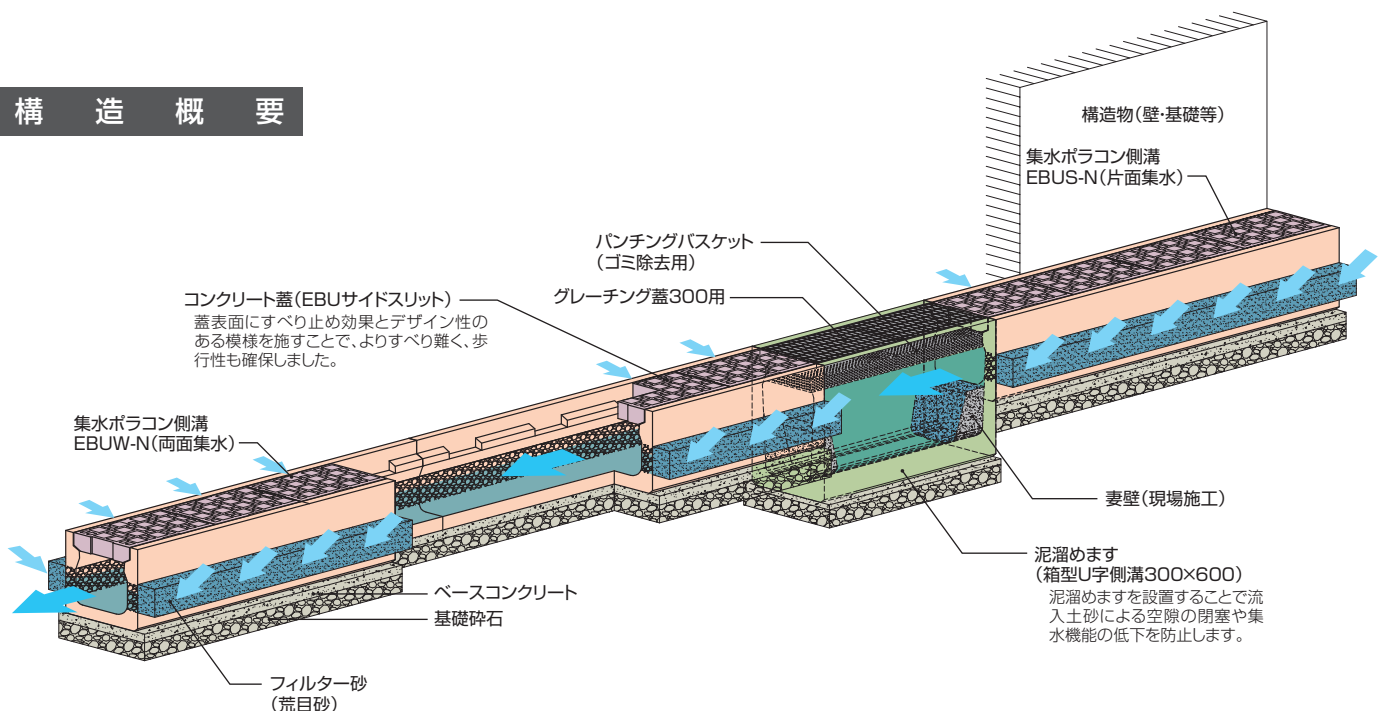 構造概要
構造物(壁・基礎等)
集水ポラコン側溝
EBUS-N(片面集水)
パンチングバスケット
(ゴミ除去用)
グレーチング蓋300用
コンクリート蓋(EBUサイドスリット)
蓋表面にすべり止め効果とデザイン性の
ある模様を施すことで、よりすべり難く、歩
行性も確保しました。
集水ポラコン側溝
EBUW-N(両面集水)
妻壁(現場施工)
泥溜めます
(箱型U字側溝300×600)
泥溜めますを設置することで流
入土砂による空隙の閉塞や集
水機能の低下を防止します。
ベースコンクリート
基礎砕石
フィルター砂
(荒目砂)